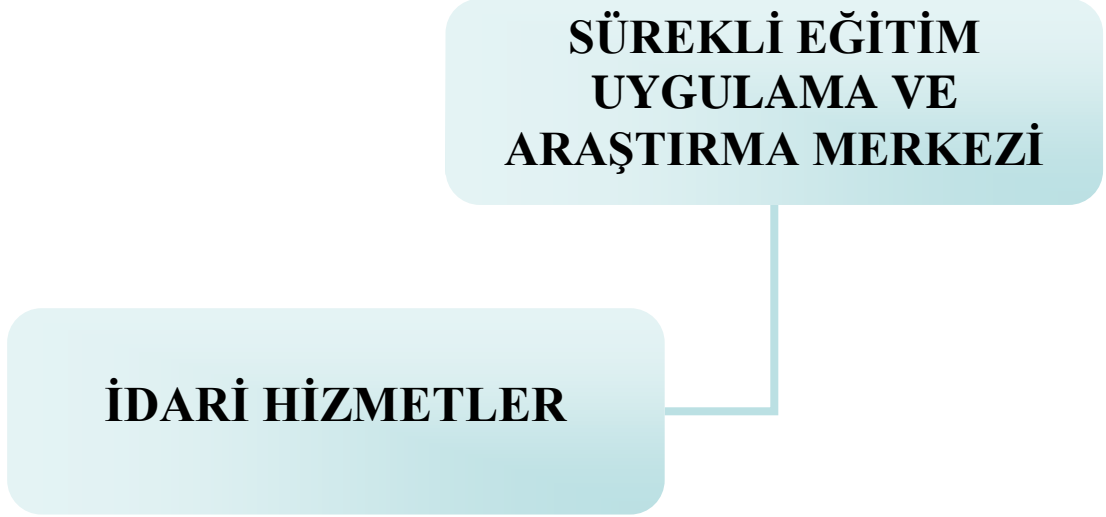 SÜREKLİ EĞİTİM
UYGULAMA VE
ARAŞTIRMA MERKEZİ
İDARİ HİZMETLER